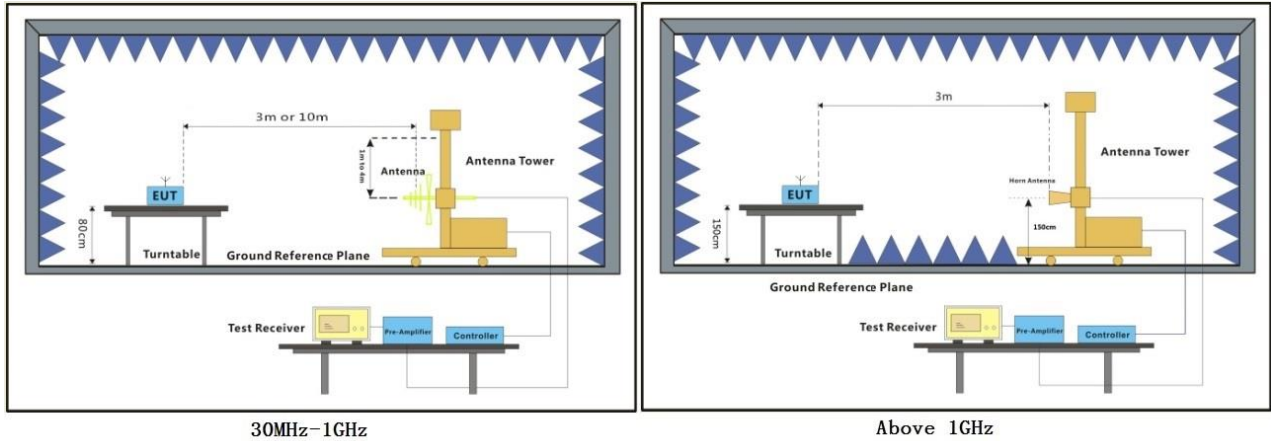 3m or 10m
1m to 4m
Antenna
Antenna Tower
EUT
80cm
Turntable
Ground Reference Plane
Test Receiver
Pre-Amplifier
Controller
30MHz-1GHz
3m
Antenna Tower
Horn Antenna
EUT
150cm
150cm
Turntable
Ground Reference Plane
Test Receiver
Pre-Amplifier
Controller
Above 1GHz